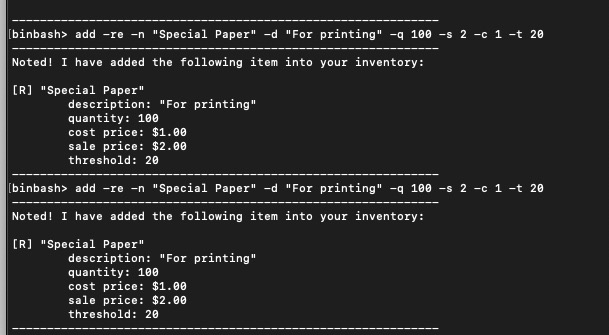 binbash> add -re -n "Special Paper" -d "For printing" -q 100 -s 2 -c 1 -t 20
Noted! I have added the following item into your inventory:
[R] "Special Paper"
description: "For printing"
quantity: 100
cost price: $1.00
sale price: $2.00
threshold: 20
binbash> add -re -n "Special Paper" -d "For printing" -q 100 -s 2 -c 1 -t 20
Noted! I have added the following item into your inventory:
[R] "Special Paper"
description: "For printing"
quantity: 100
cost price: $1.00
sale price: $2.00
threshold: 20